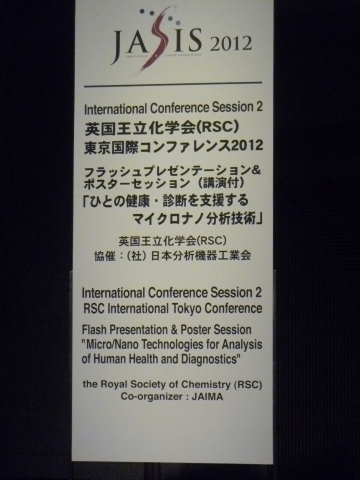 JASIS 2012
International Conference Session 2
英国王立化学会(RSC)
東京国際コンファレンス2012
フラッシュプレゼンテーション&
ポスターセッション（講演付）
「ひとの健康・診断を支援する
マイクロナノ分析技術」
英国王立化学会(RSC)
協催：(社)日本分析機器工業会
International Conference Session 2
RSC International Tokyo Conference
Flash Presentation & Poster Session
"Micro/Nano Technologies for Analysis
of Human Health and Diagnostics"
the Royal Society of Chemistry (RSC)
Co-organizer : JAIMA